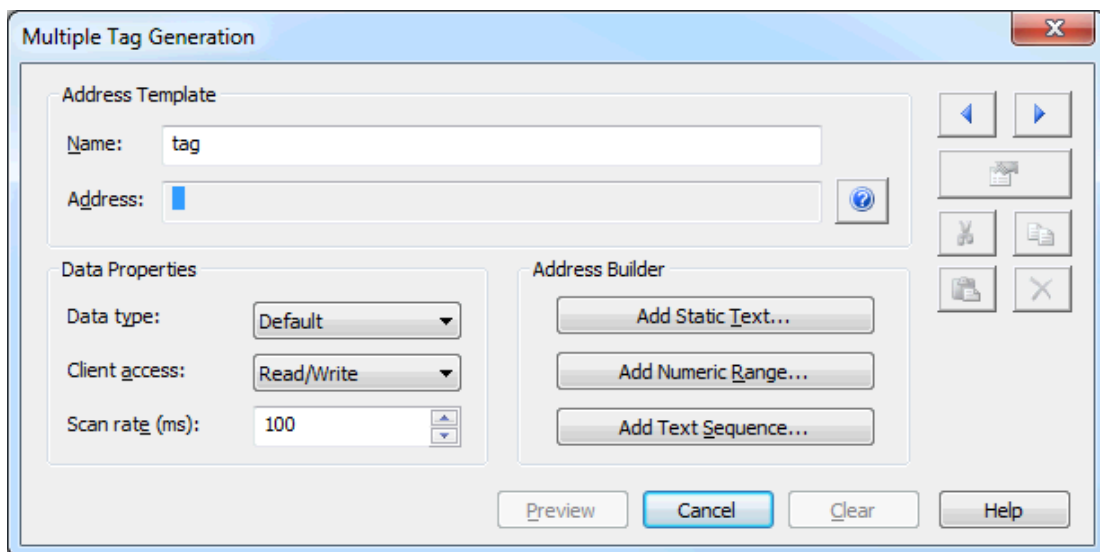 Multiple Tag Generation
Address Template
Name: tag
Address:
Data Properties
Data type: Default
Client access: Read/Write
Scan rate (ms): 100
Address Builder
Add Static Text...
Add Numeric Range...
Add Text Sequence...
Preview Cancel Clear Help